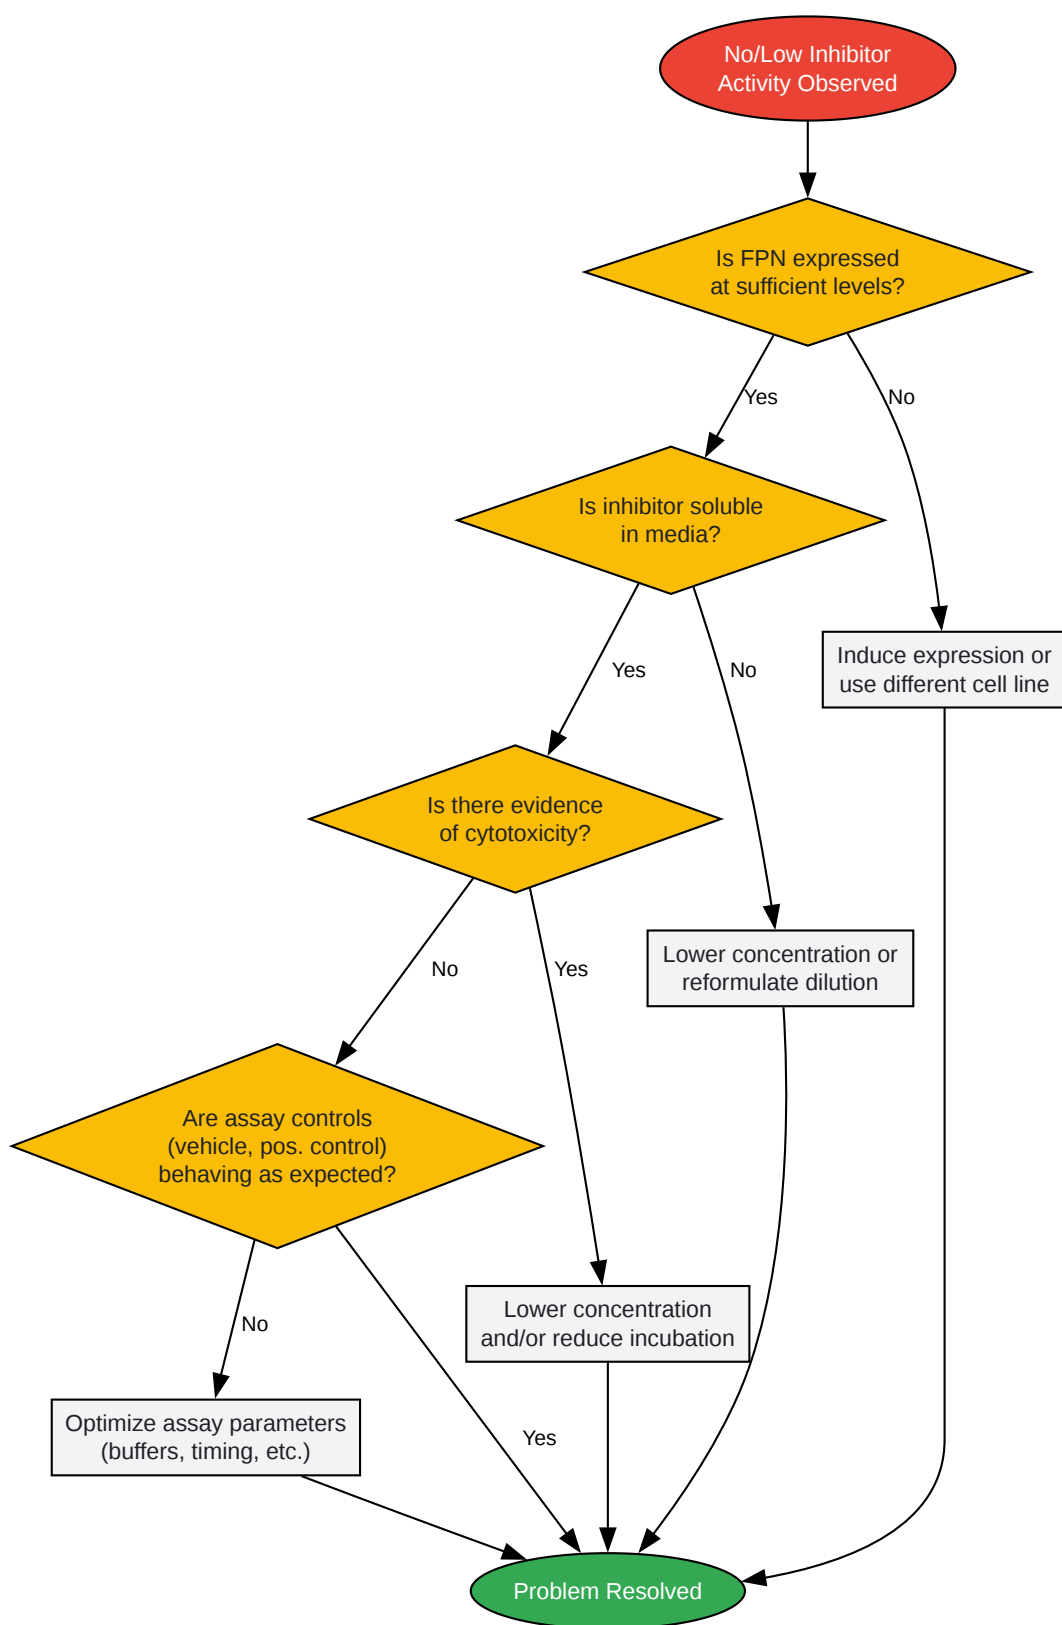 No/Low Inhibitor
Activity Observed
Is FPN expressed
at sufficient levels?
Yes
No
Is inhibitor soluble
in media?
Induce expression or
use different cell line
Yes
No
Is there evidence
of cytotoxicity?
Lower concentration or
reformulate dilution
No
Yes
Are assay controls
(vehicle, pos. control)
behaving as expected?
Lower concentration
and/or reduce incubation
No
Optimize assay parameters
(buffers, timing, etc.)
Yes
Problem Resolved